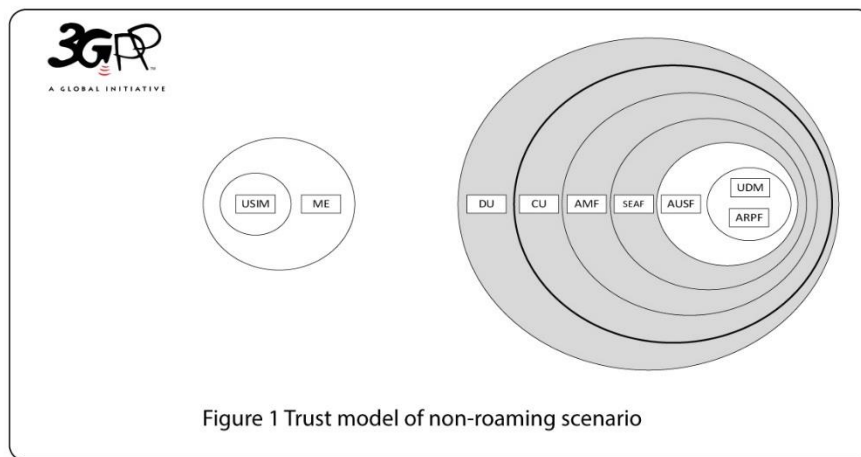 3GPP™
A GLOBAL INITIATIVE
USIM
ME
DU
CU
AMF
SEAF
AUSF
UDM
ARPF
Figure 1 Trust model of non-roaming scenario